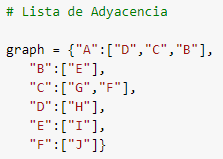 # Lista de Adyacencia
graph = {"A":["D","C","B"],
"B":["E"],
"C":["G","F"],
"D":["H"],
"E":["I"],
"F":["J"]}